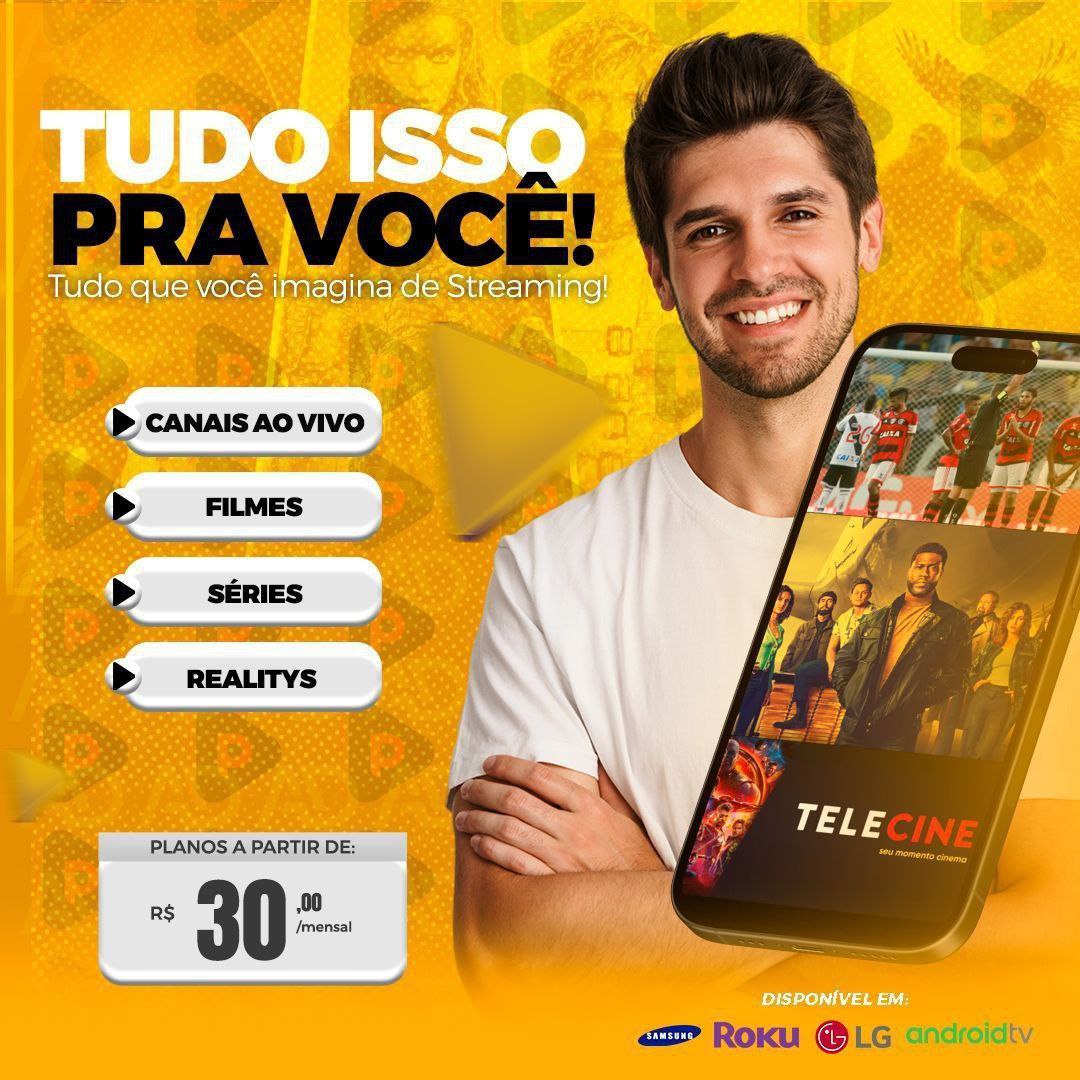 TUDO ISSO
PRA VOCÊ!
Tudo que você imagina de Streaming!
CANAIS AO VIVO
FILMES
SÉRIES
REALITYS
PLANOS A PARTIR DE:
R$ 30,00
/mensal
CAIXA
TELECINE
seu momento cinema
DISPONÍVEL EM:
SAMSUNG ROKU LG androidtv